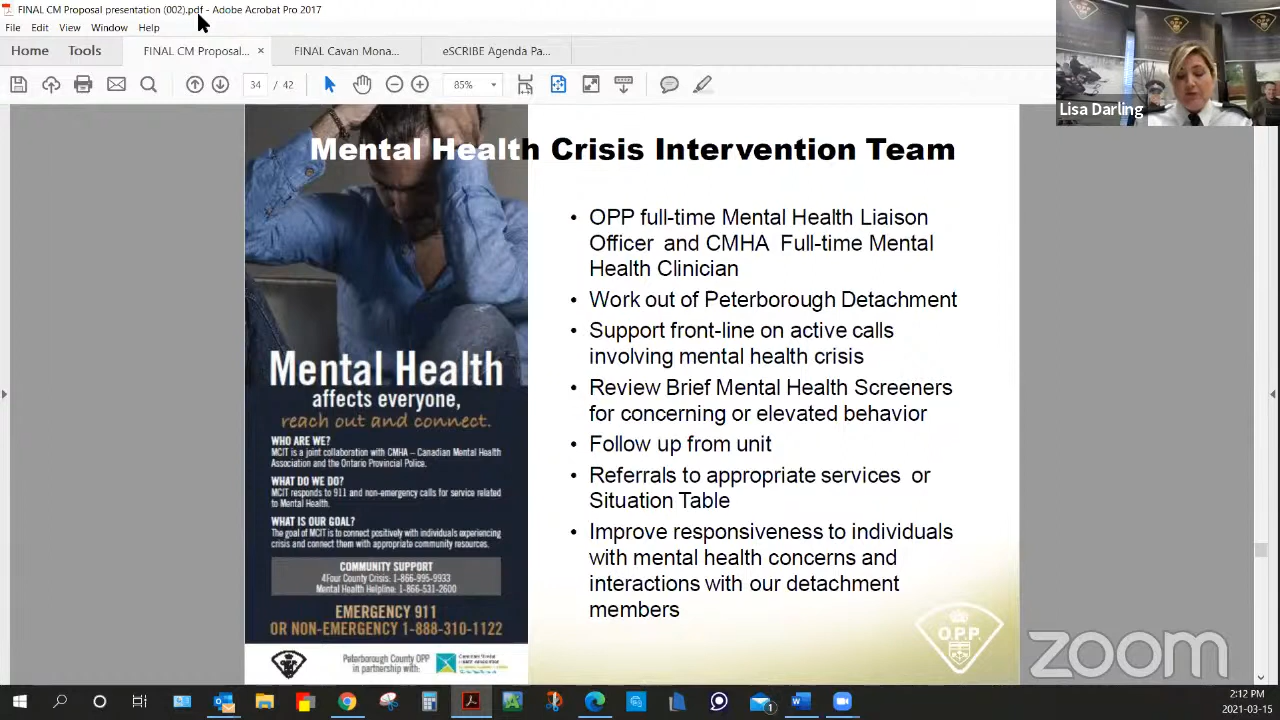 FINAL CM Proposal presentation (002).pdf - Adobe Acrobat Pro 2017
File Edit View Window Help
Home Tools FINAL CM Proposal... × FINAL Cavan Mona... eSCRIBE Agenda Pa...
34 / 42 85%
Lisa Darling
Mental Health Crisis Intervention Team
• OPP full-time Mental Health Liaison
Officer and CMHA Full-time Mental
Health Clinician
• Work out of Peterborough Detachment
• Support front-line on active calls
involving mental health crisis
• Review Brief Mental Health Screeners
for concerning or elevated behavior
• Follow up from unit
• Referrals to appropriate services or
Situation Table
• Improve responsiveness to individuals
with mental health concerns and
interactions with our detachment
members
Mental Health
affects everyone,
reach out and connect.
WHO ARE WE?
MCIT is a joint collaboration with CMHA – Canadian Mental Health
Association and the Ontario Provincial Police.
WHAT DO WE DO?
MCIT responds to 911 and non-emergency calls for service related
to Mental Health.
WHAT IS OUR GOAL?
The goal of MCIT is to connect positively with individuals experiencing
crisis and connect them with appropriate community resources.
COMMUNITY SUPPORT
4Four County Crisis: 1-866-995-9933
Mental Health Helpline: 1-866-531-2600
EMERGENCY 911
OR NON-EMERGENCY 1-888-310-1122
Peterborough County OPP
in partnership with:
O.P.P.
zoom
2:12 PM
2021-03-15